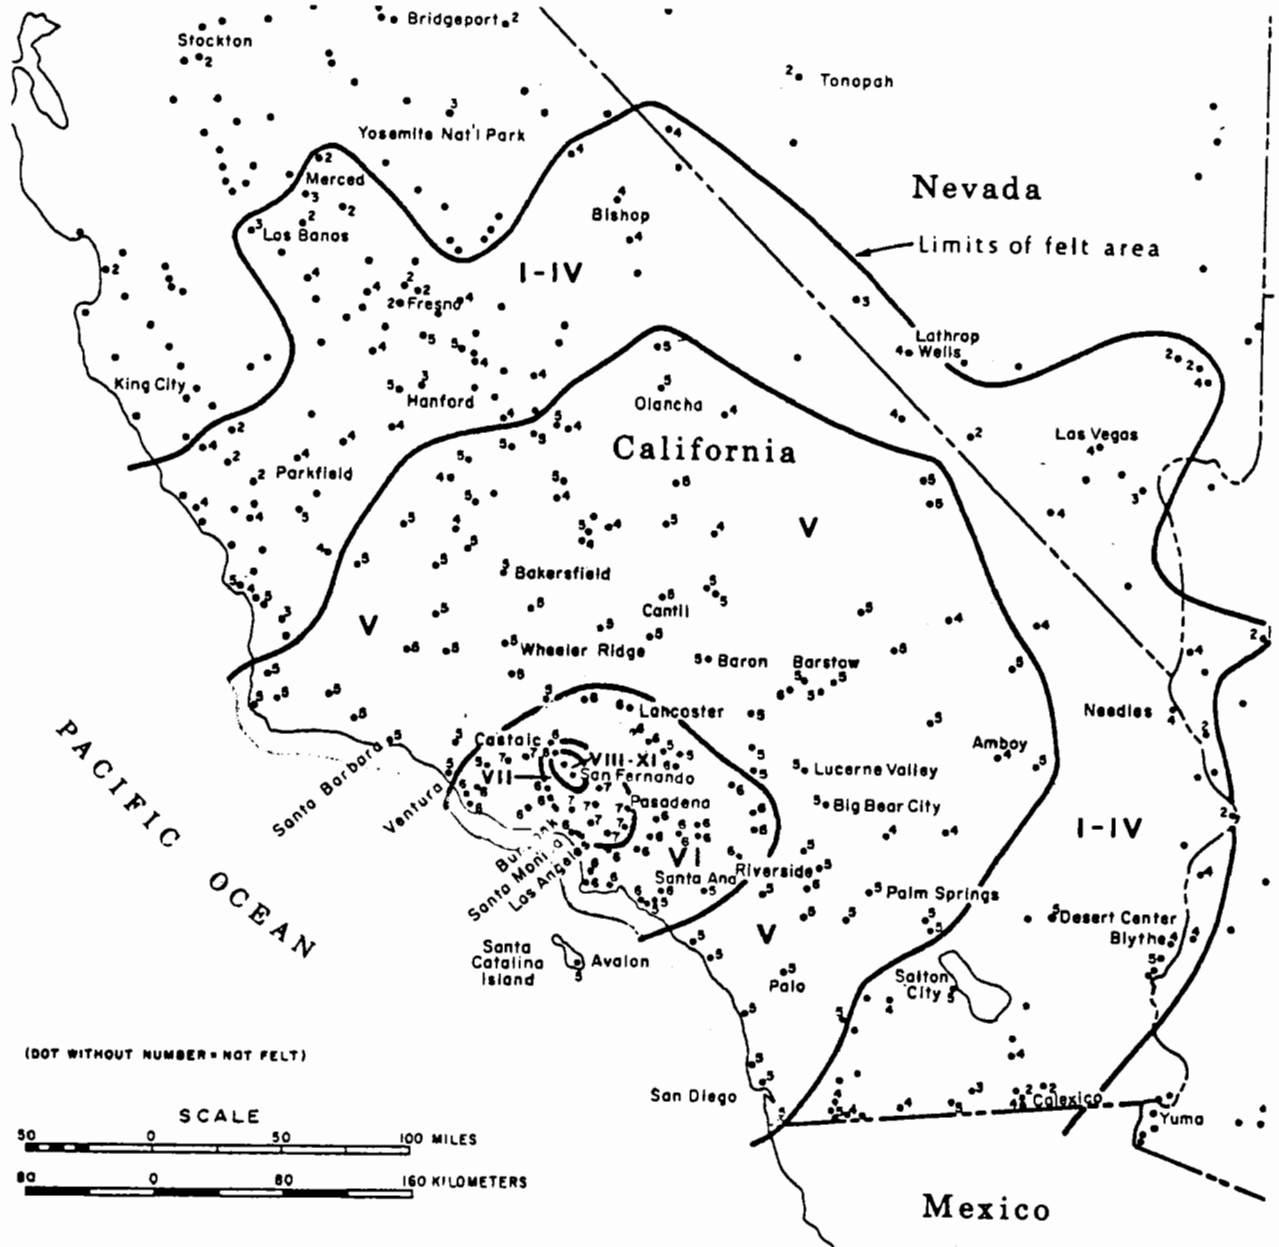 Bridgeport
Stockton
Tonopah
Yosemite Nat'l Park
Merced
Nevada
Bishop
Los Banos
Limits of felt area
I-IV
Fresno
Lathrop
Wells
King City
Hanford
Olancha
Las Vegas
California
Parkfield
V
Bakersfield
Cantil
V
Wheeler Ridge
Baron
Barstow
Lancaster
Needles
Castaic
Amboy
VIII-XI
VII
San Fernando
Lucerne Valley
Santa Barbara
Ventura
Pasadena
Big Bear City
I-IV
PACIFIC OCEAN
Santa Monica
Los Angeles
VI
Santa Ana
Riverside
Palm Springs
Desert Center
Blythe
V
Santa
Catalina
Island
Avalon
Palo
Salton
City
(DOT WITHOUT NUMBER = NOT FELT)
San Diego
Calexico
Yuma
SCALE
50 0 50 100 MILES
80 0 80 160 KILOMETERS
Mexico